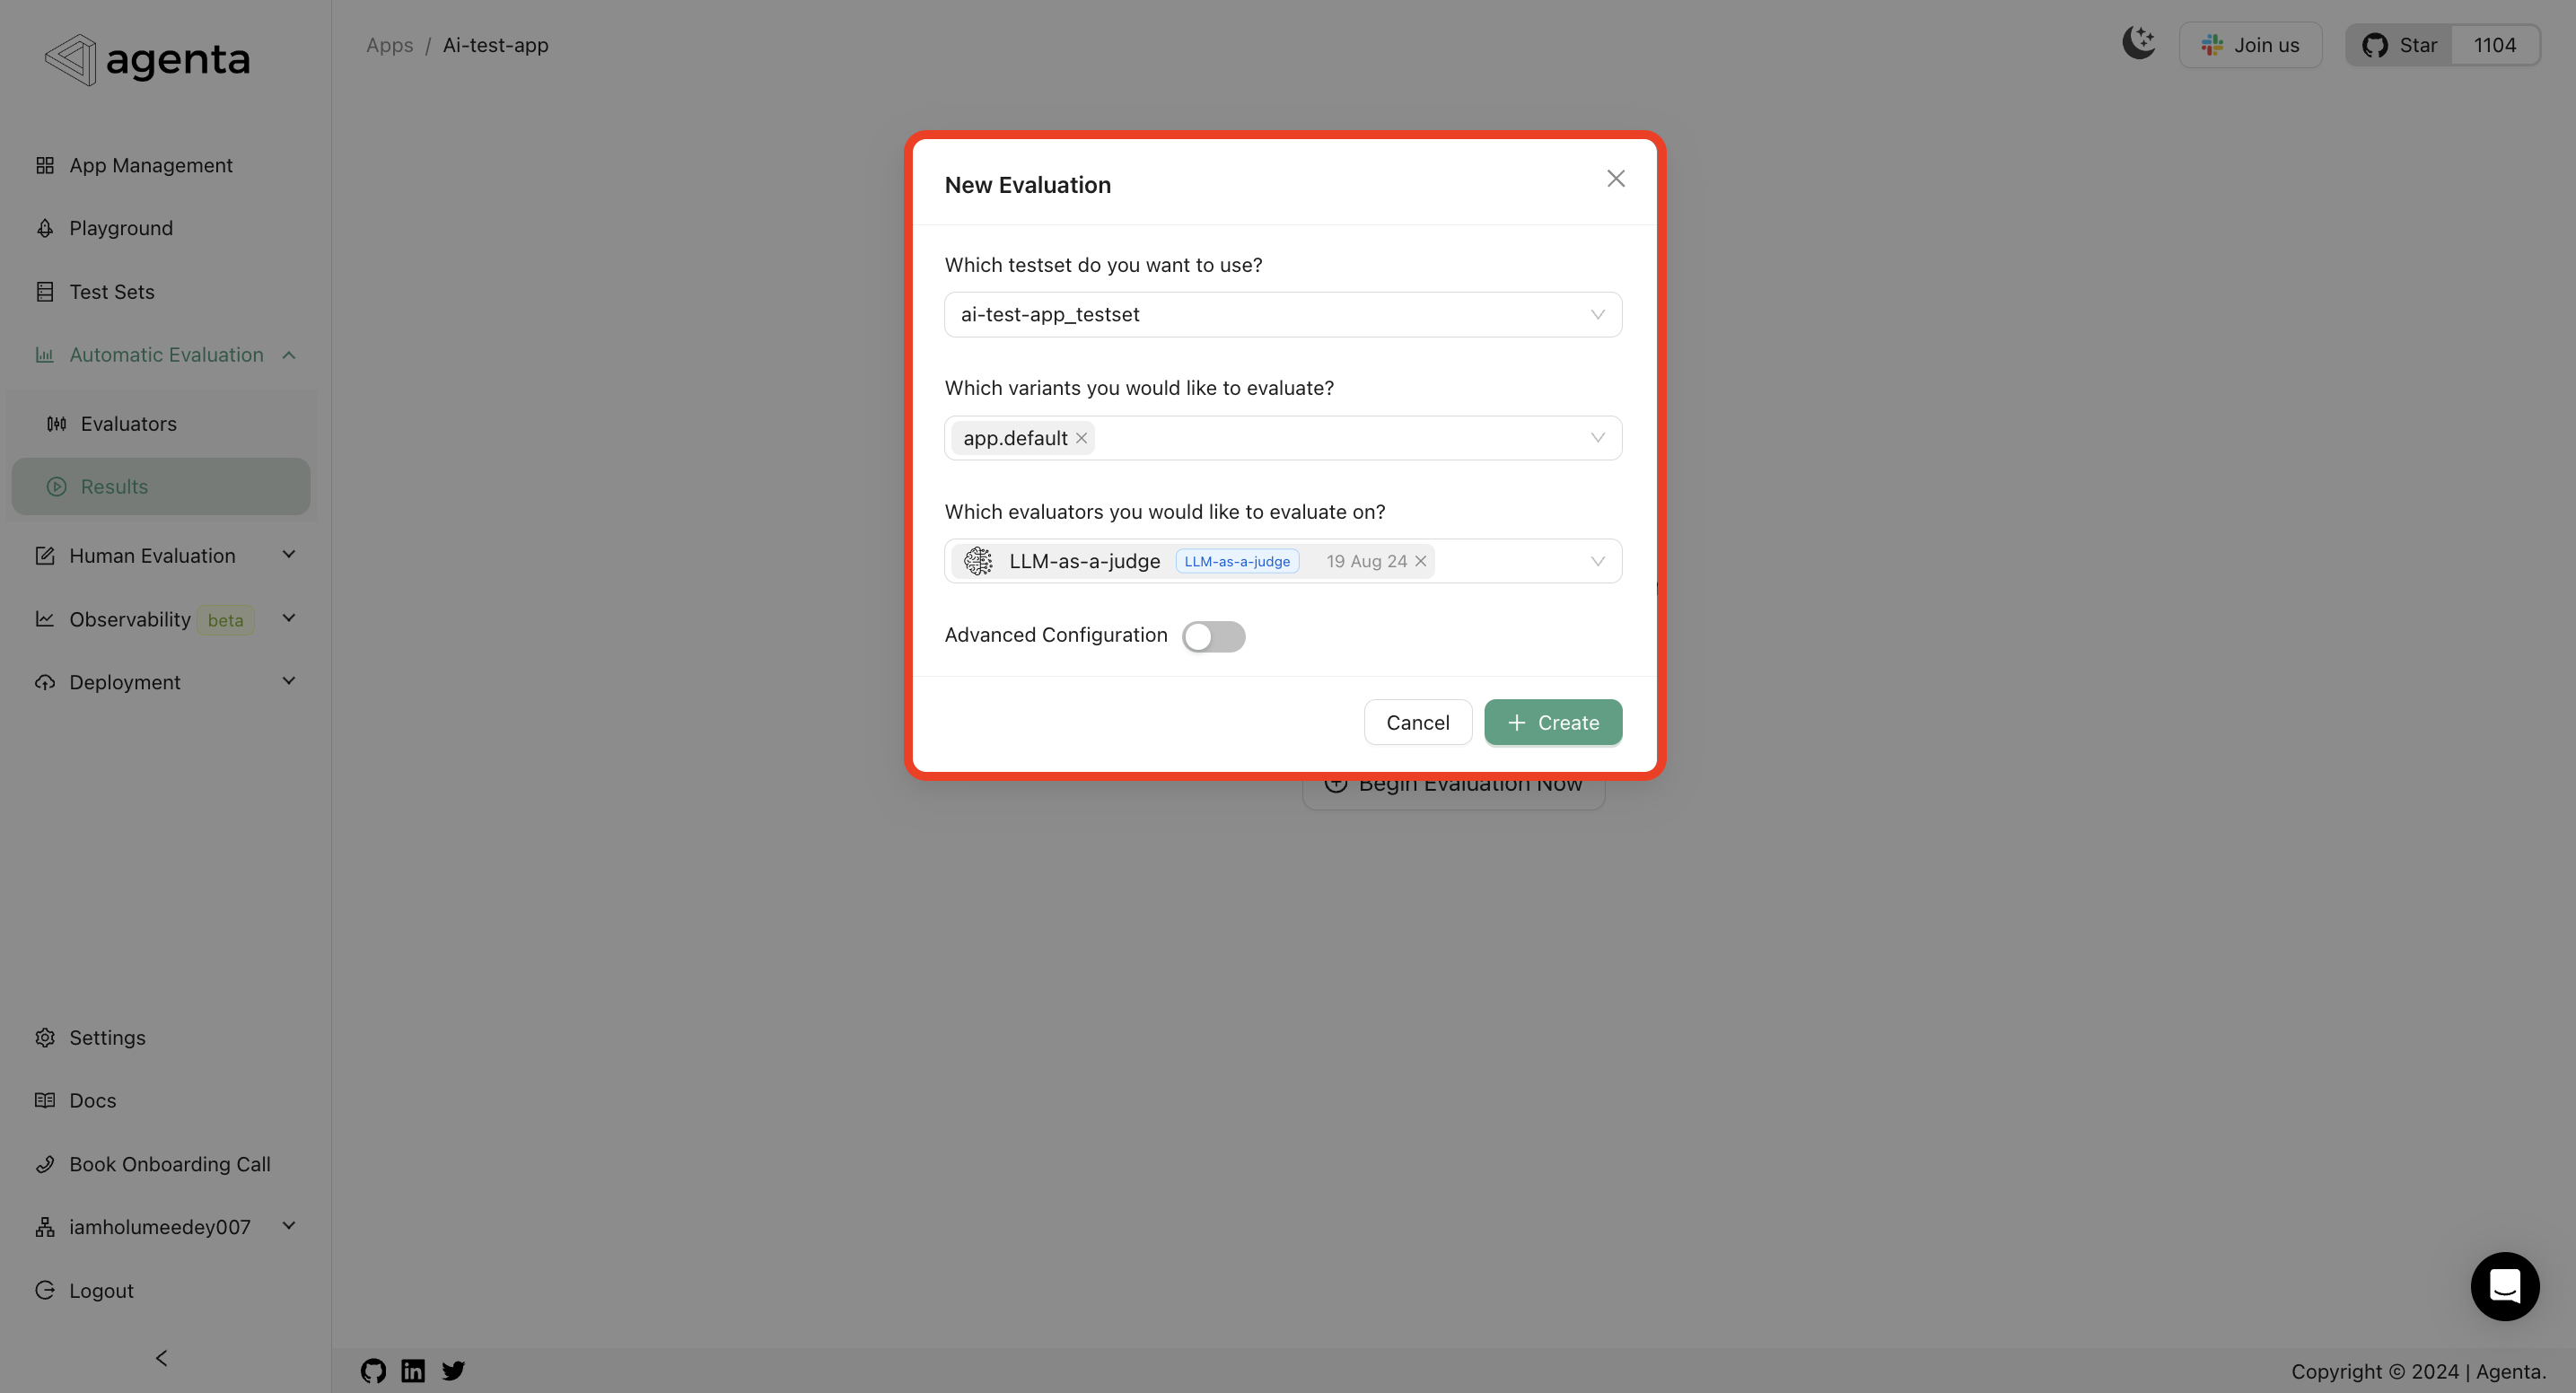 agenta
Apps / Ai-test-app
Join us
Star 1104
App Management
Playground
Test Sets
Automatic Evaluation
Evaluators
Results
Human Evaluation
Observability beta
Deployment
Settings
Docs
Book Onboarding Call
iamholumeedey007
Logout
New Evaluation
Which testset do you want to use?
ai-test-app_testset
Which variants you would like to evaluate?
app.default
Which evaluators you would like to evaluate on?
LLM-as-a-judge LLM-as-a-judge 19 Aug 24
Advanced Configuration
Cancel
Create
Begin Evaluation Now
Copyright © 2024 | Agenta.